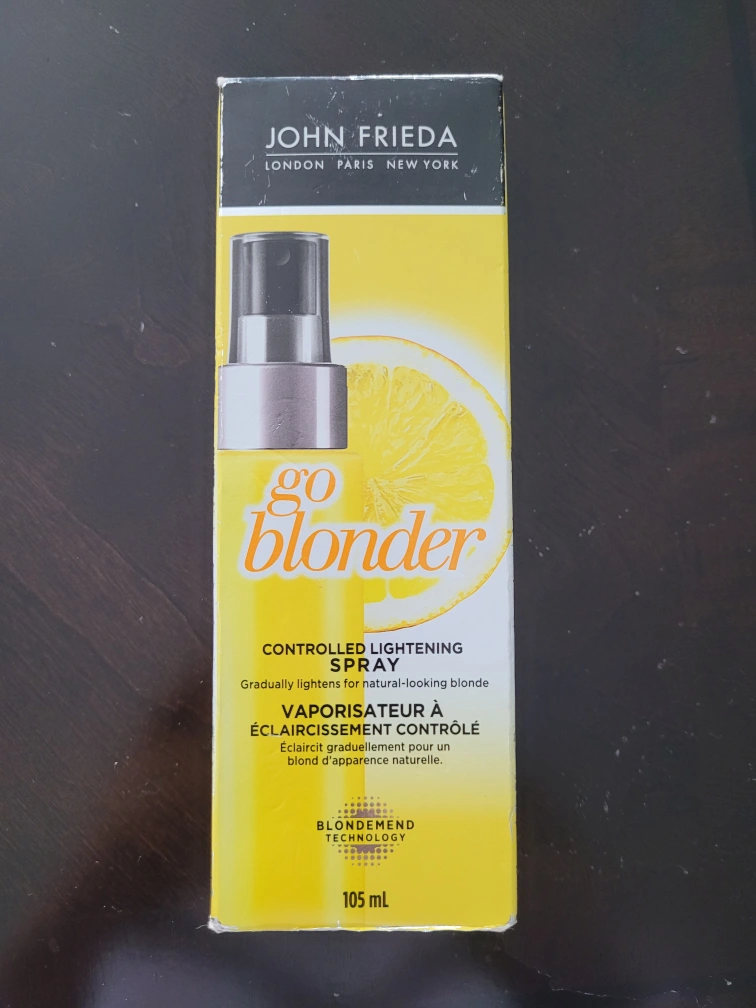 JOHN FRIEDA
LONDON PARIS NEW YORK
go
blonder
CONTROLLED LIGHTENING
SPRAY
Gradually lightens for natural-looking blonde
VAPORISATEUR À
ÉCLAIRCISSEMENT CONTRÔLÉ
Éclaircit graduellement pour un
blond d'apparence naturelle.
BLONDEMEND
TECHNOLOGY
105 mL